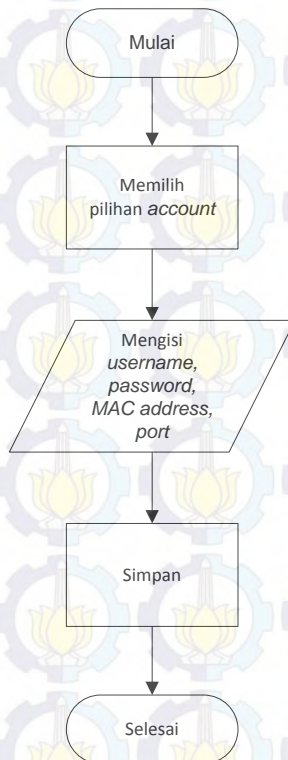 Mulai
Memilih
pilihan account
Mengisi
username,
password,
MAC address,
port
Simpan
Selesai